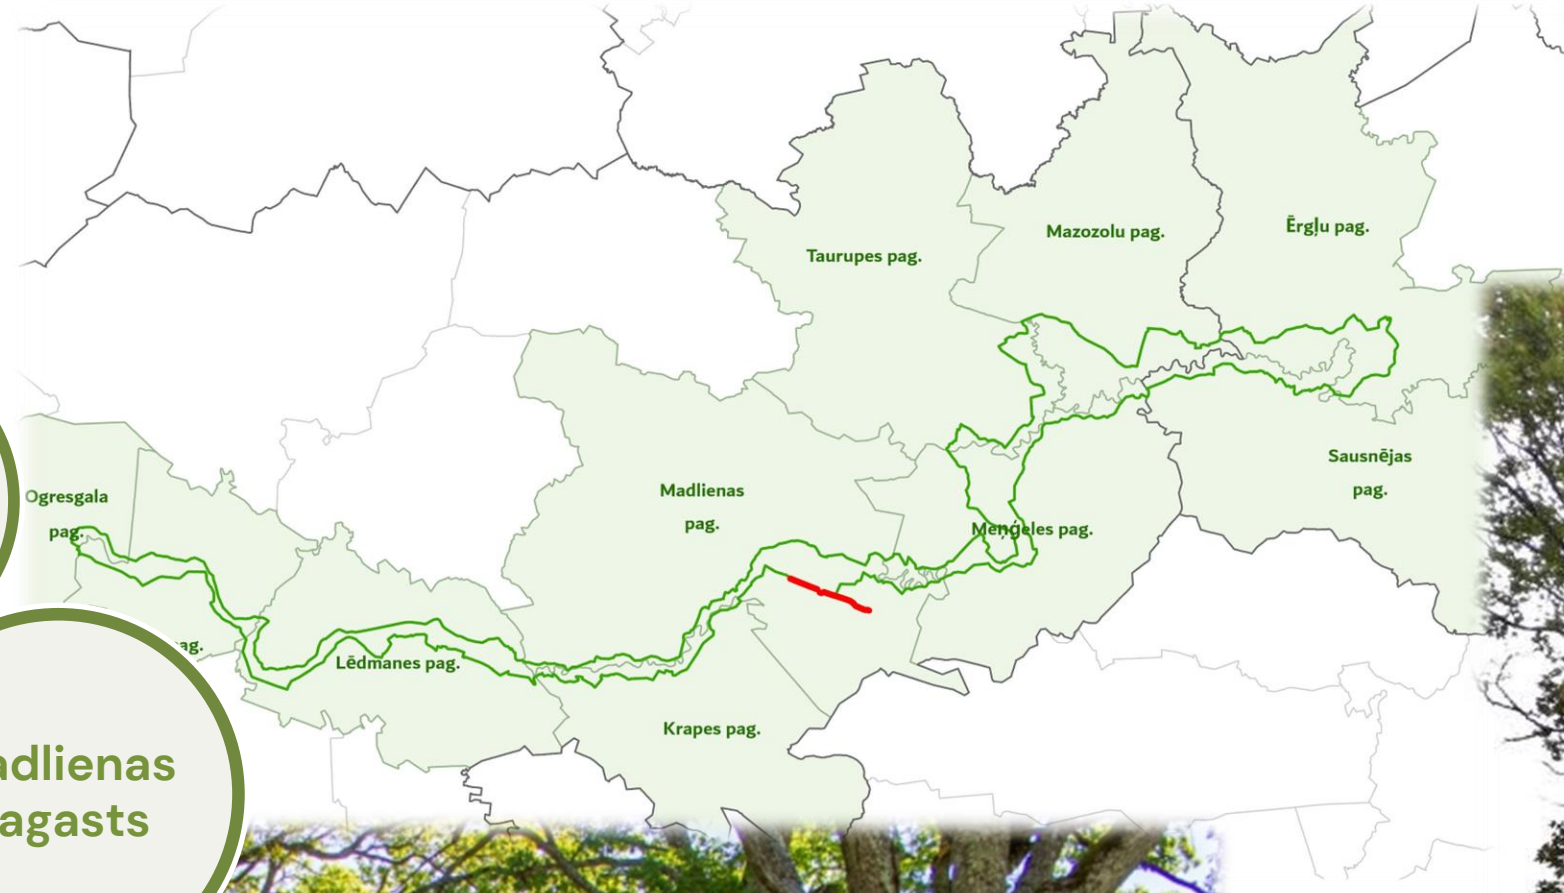 Mazozolu pag.
Ērgļu pag.
Taurupes pag.
Sausnējas
pag.
Madlienas
pag.
Ogresgala
pag.
Meņģeles pag.
ag.
Lēdmanes pag.
Krapes pag.
adlienas
agasts